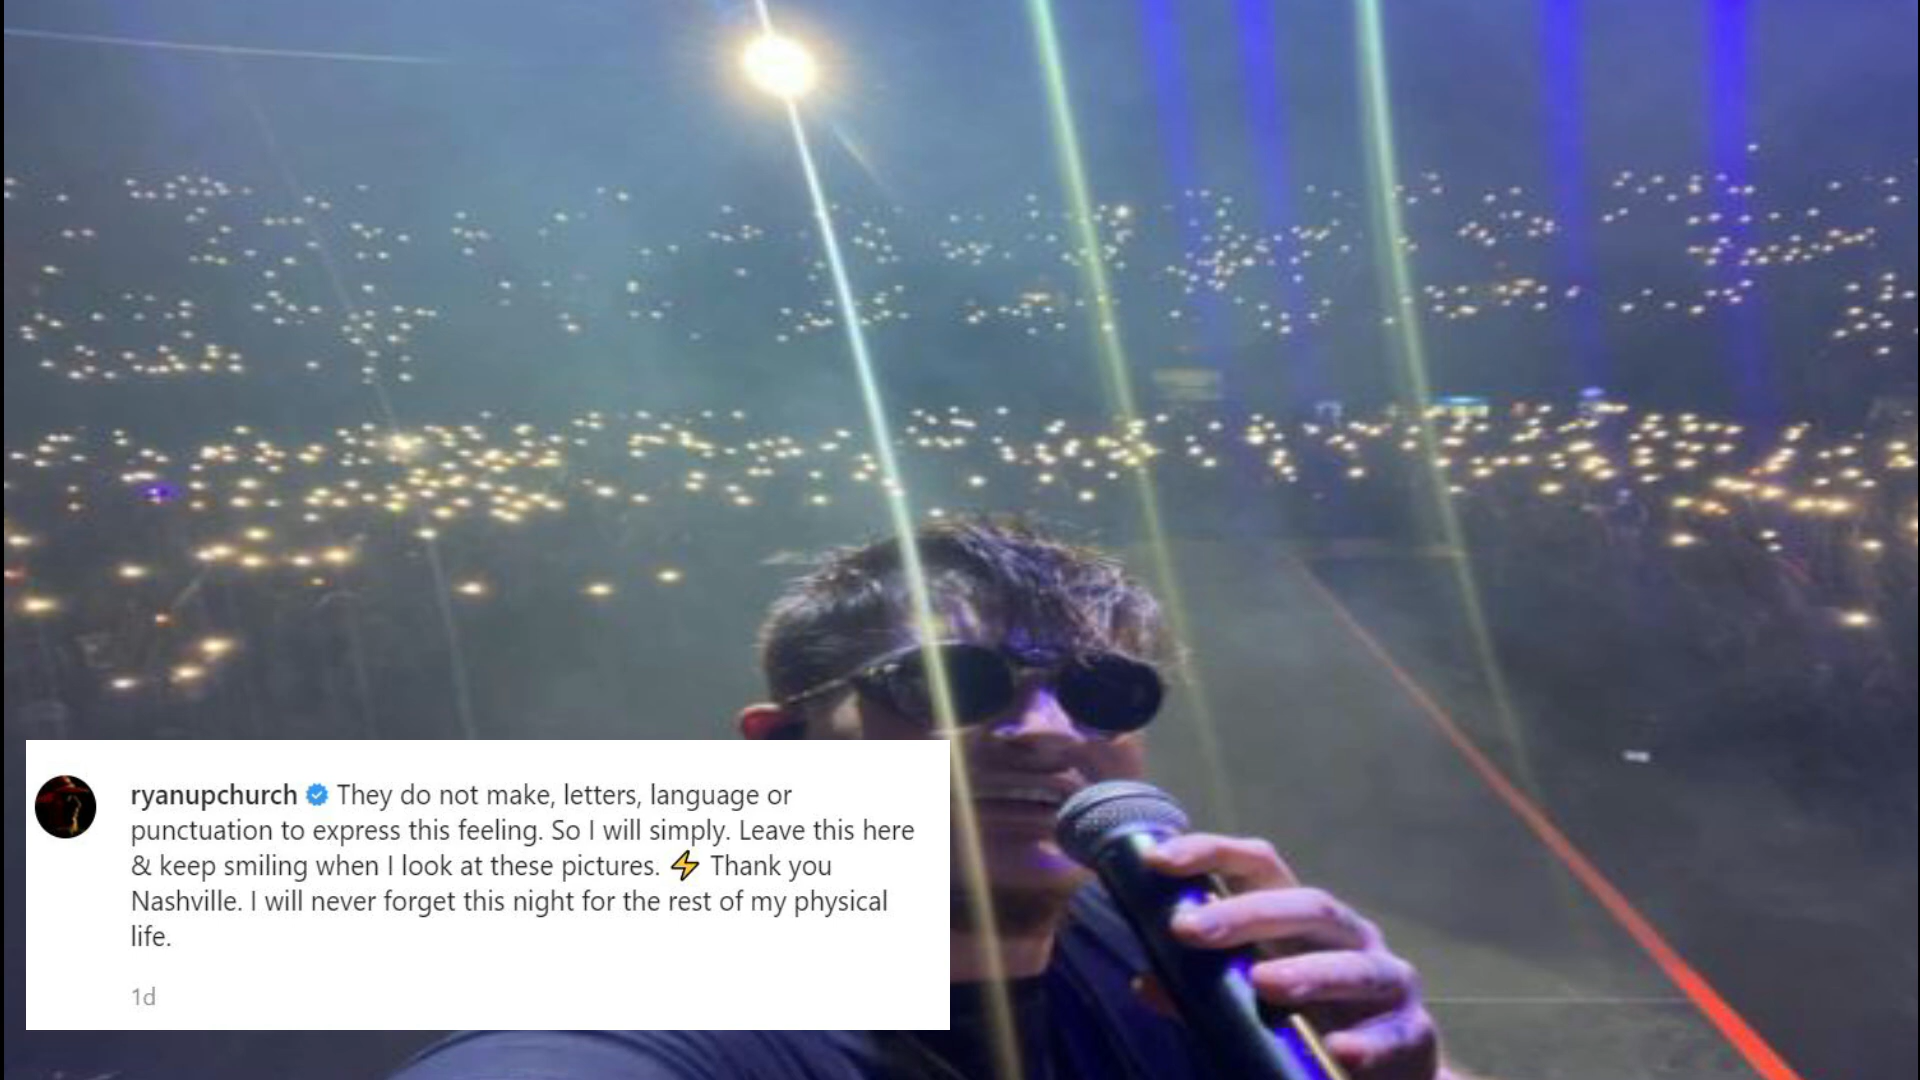 ryanupchurch They do not make, letters, language or
punctuation to express this feeling. So I will simply. Leave this here
& keep smiling when I look at these pictures. ⚡ Thank you
Nashville. I will never forget this night for the rest of my physical
life.
1d